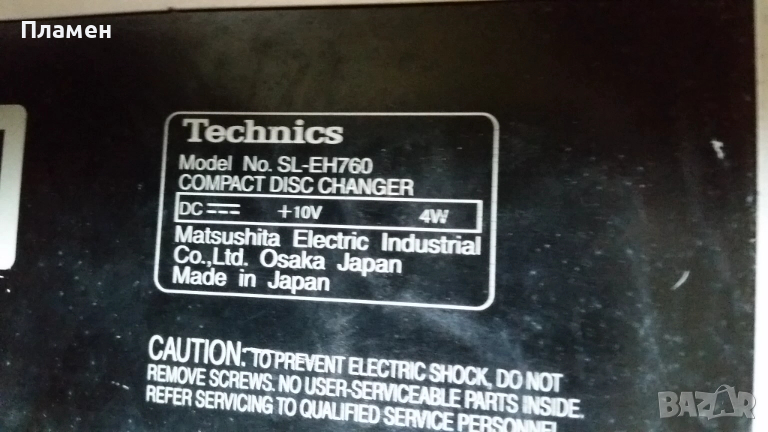 Пламен
Technics
Model No. SL-EH760
COMPACT DISC CHANGER
DC +10V 4W
Matsushita Electric Industrial
Co.,Ltd. Osaka Japan
Made in Japan
CAUTION: TO PREVENT ELECTRIC SHOCK, DO NOT
REMOVE SCREWS. NO USER-SERVICEABLE PARTS INSIDE.
REFER SERVICING TO QUALIFIED SERVICE PERSONNEL
BAZAR